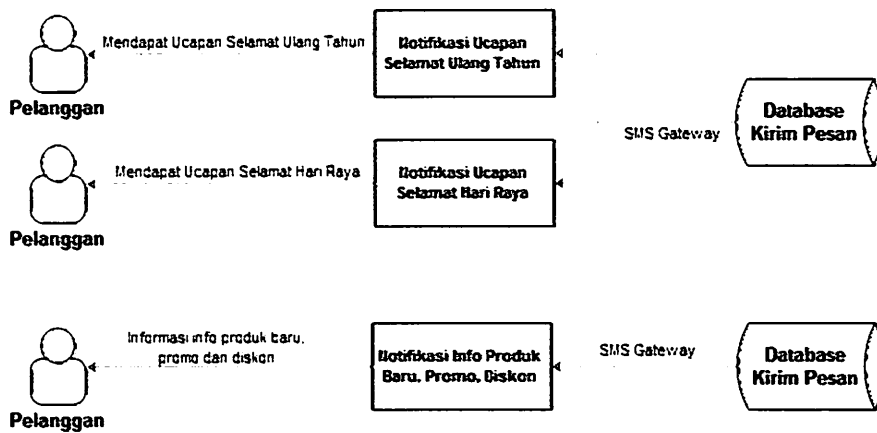 Mendapat Ucapan Selamat Ulang Tahun
Notifikasi Ucapan
Selamat Ulang Tahun
Pelanggan
Database
Kirim Pesan
SMS Gateway
Mendapat Ucapan Selamat Hari Raya
Notifikasi Ucapan
Selamat Hari Raya
Pelanggan
Informasi info produk baru,
promo dan diskon
Notifikasi Info Produk
Baru, Promo, Diskon
SMS Gateway
Database
Kirim Pesan
Pelanggan